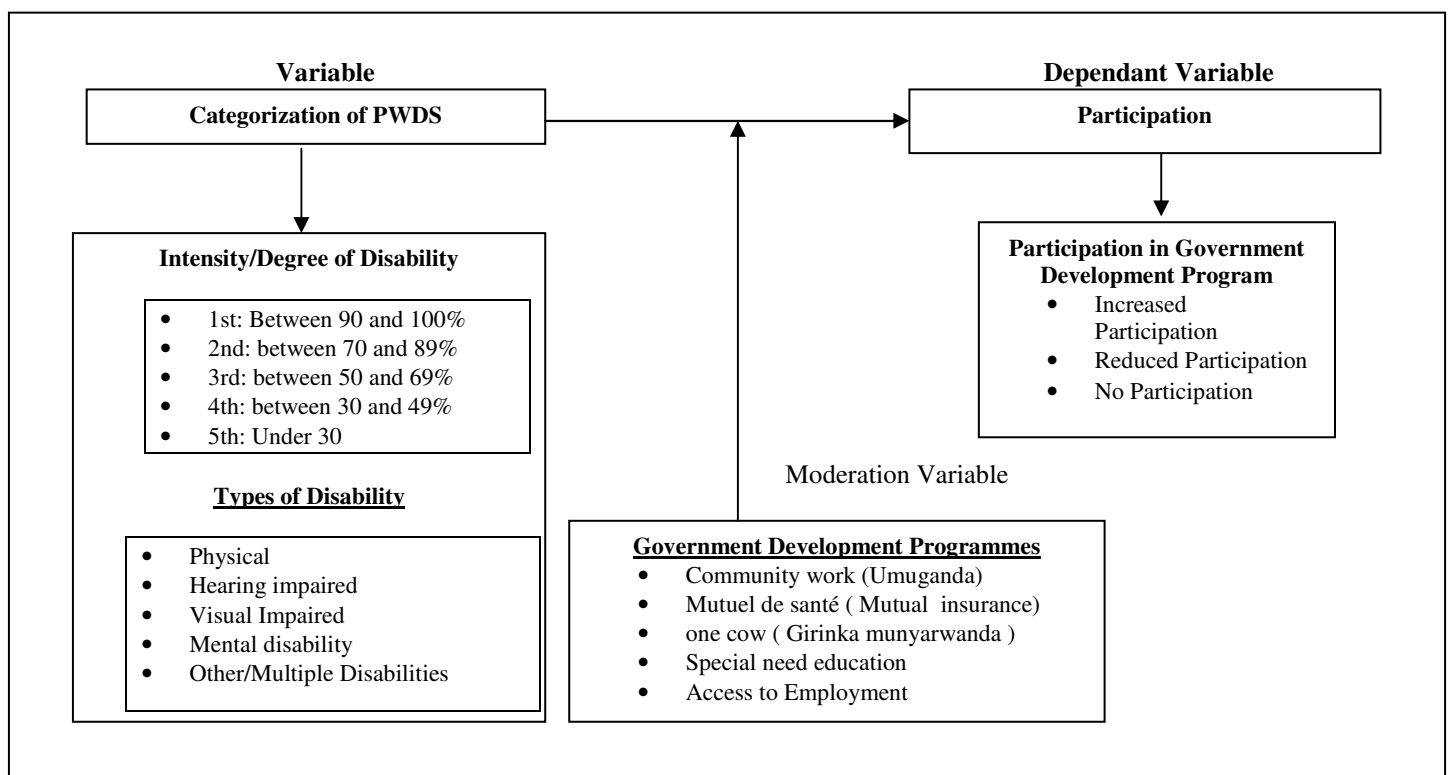 Variable
Categorization of PWDS
Dependant Variable
Participation
Intensity/Degree of Disability
• 1st: Between 90 and 100%
• 2nd: between 70 and 89%
• 3rd: between 50 and 69%
• 4th: between 30 and 49%
• 5th: Under 30
Types of Disability
• Physical
• Hearing impaired
• Visual Impaired
• Mental disability
• Other/Multiple Disabilities
Participation in Government
Development Program
• Increased
Participation
• Reduced Participation
• No Participation
Moderation Variable
Government Development Programmes
• Community work (Umuganda)
• Mutuel de santé ( Mutual insurance)
• one cow ( Girinka munyarwanda )
• Special need education
• Access to Employment